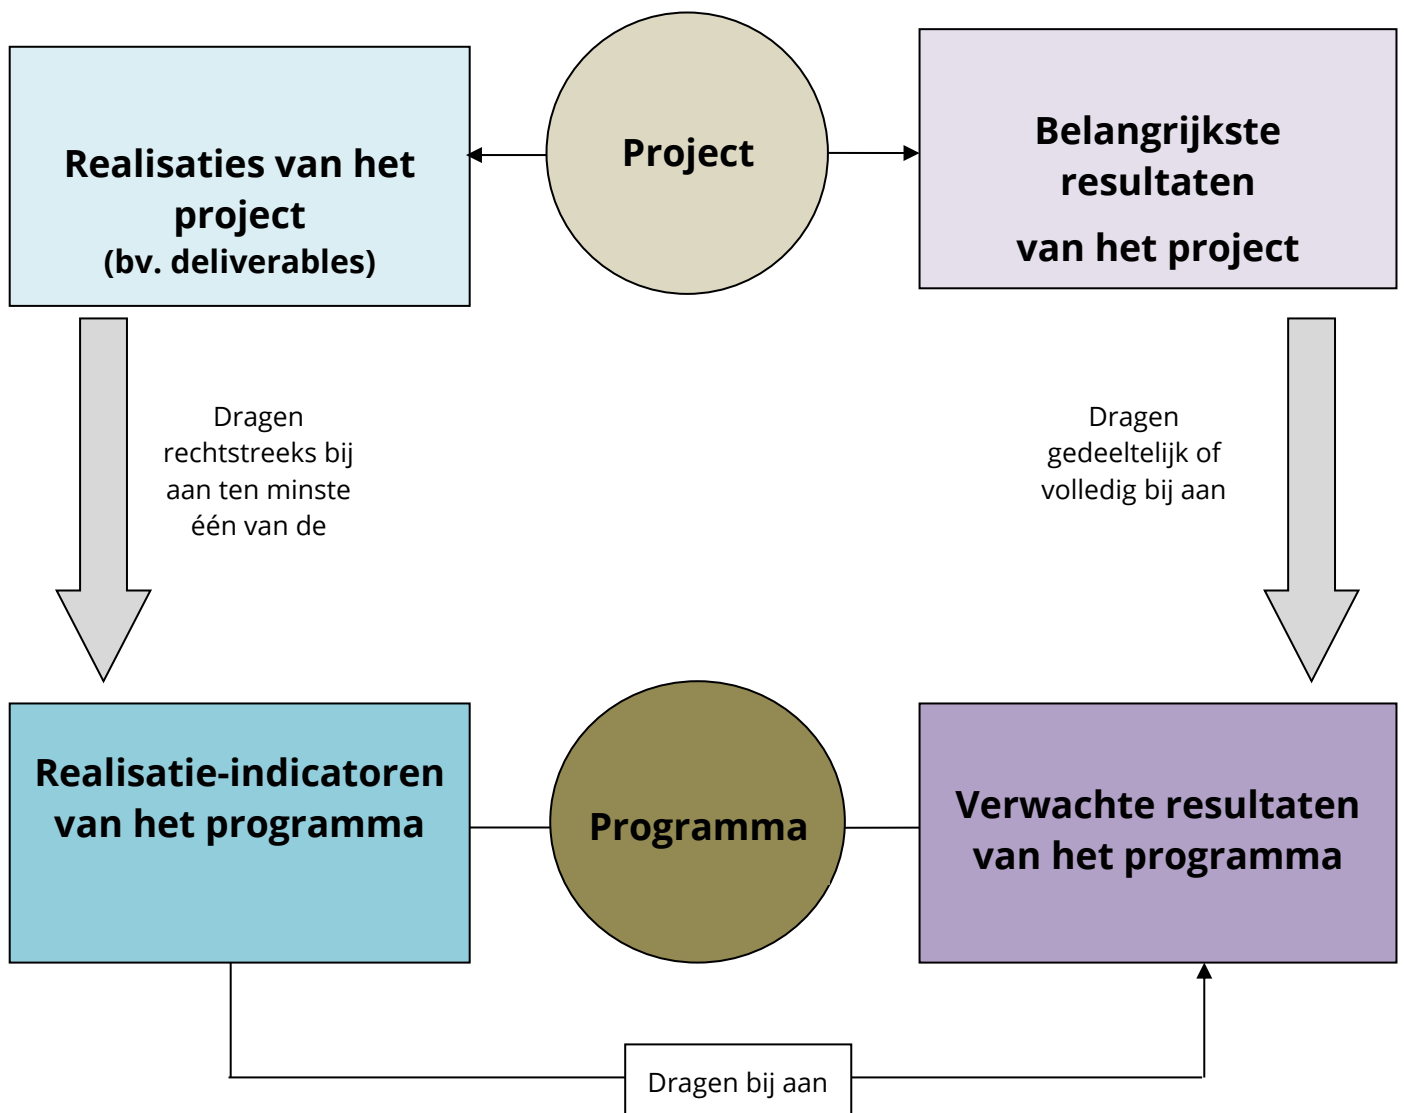 Realisaties van het
project
(bv. deliverables)
Project
Belangrijkste
resultaten
van het project
Dragen
rechtstreeks bij
aan ten minste
één van de
Dragen
gedeeltelijk of
volledig bij aan
Realisatie-indicatoren
van het programma
Programma
Verwachte resultaten
van het programma
Dragen bij aan